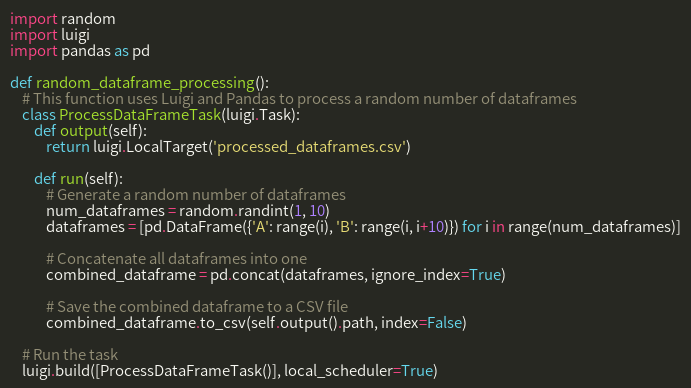 import random
import luigi
import pandas as pd

def random_dataframe_processing():
    # This function uses Luigi and Pandas to process a random number of dataframes
    class ProcessDataFrameTask(luigi.Task):
        def output(self):
            return luigi.LocalTarget('processed_dataframes.csv')

        def run(self):
            # Generate a random number of dataframes
            num_dataframes = random.randint(1, 10)
            dataframes = [pd.DataFrame({'A': range(i), 'B': range(i, i+10)}) for i in range(num_dataframes)]

            # Concatenate all dataframes into one
            combined_dataframe = pd.concat(dataframes, ignore_index=True)

            # Save the combined dataframe to a CSV file
            combined_dataframe.to_csv(self.output().path, index=False)

    # Run the task
    luigi.build([ProcessDataFrameTask()], local_scheduler=True)